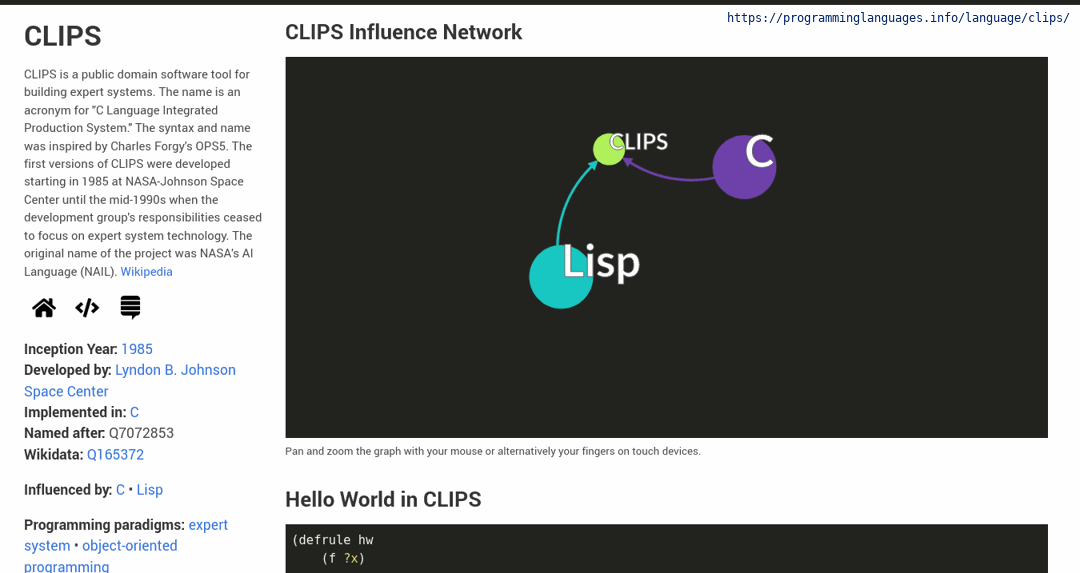 https://programminglanguages.info/language/clips/
CLIPS
CLIPS is a public domain software tool for
building expert systems. The name is an
acronym for "C Language Integrated
Production System." The syntax and name
was inspired by Charles Forgy's OPS5. The
first versions of CLIPS were developed
starting in 1985 at NASA-Johnson Space
Center until the mid-1990s when the
development group's responsibilities ceased
to focus on expert system technology. The
original name of the project was NASA's AI
Language (NAIL). Wikipedia
Inception Year: 1985
Developed by: Lyndon B. Johnson
Space Center
Implemented in: C
Named after: Q7072853
Wikidata: Q165372
Influenced by: C • Lisp
Programming paradigms: expert
system • object-oriented
programming
CLIPS Influence Network
CLIPS
C
Lisp
Pan and zoom the graph with your mouse or alternatively your fingers on touch devices.
Hello World in CLIPS
(defrule hw
    (f ?x)